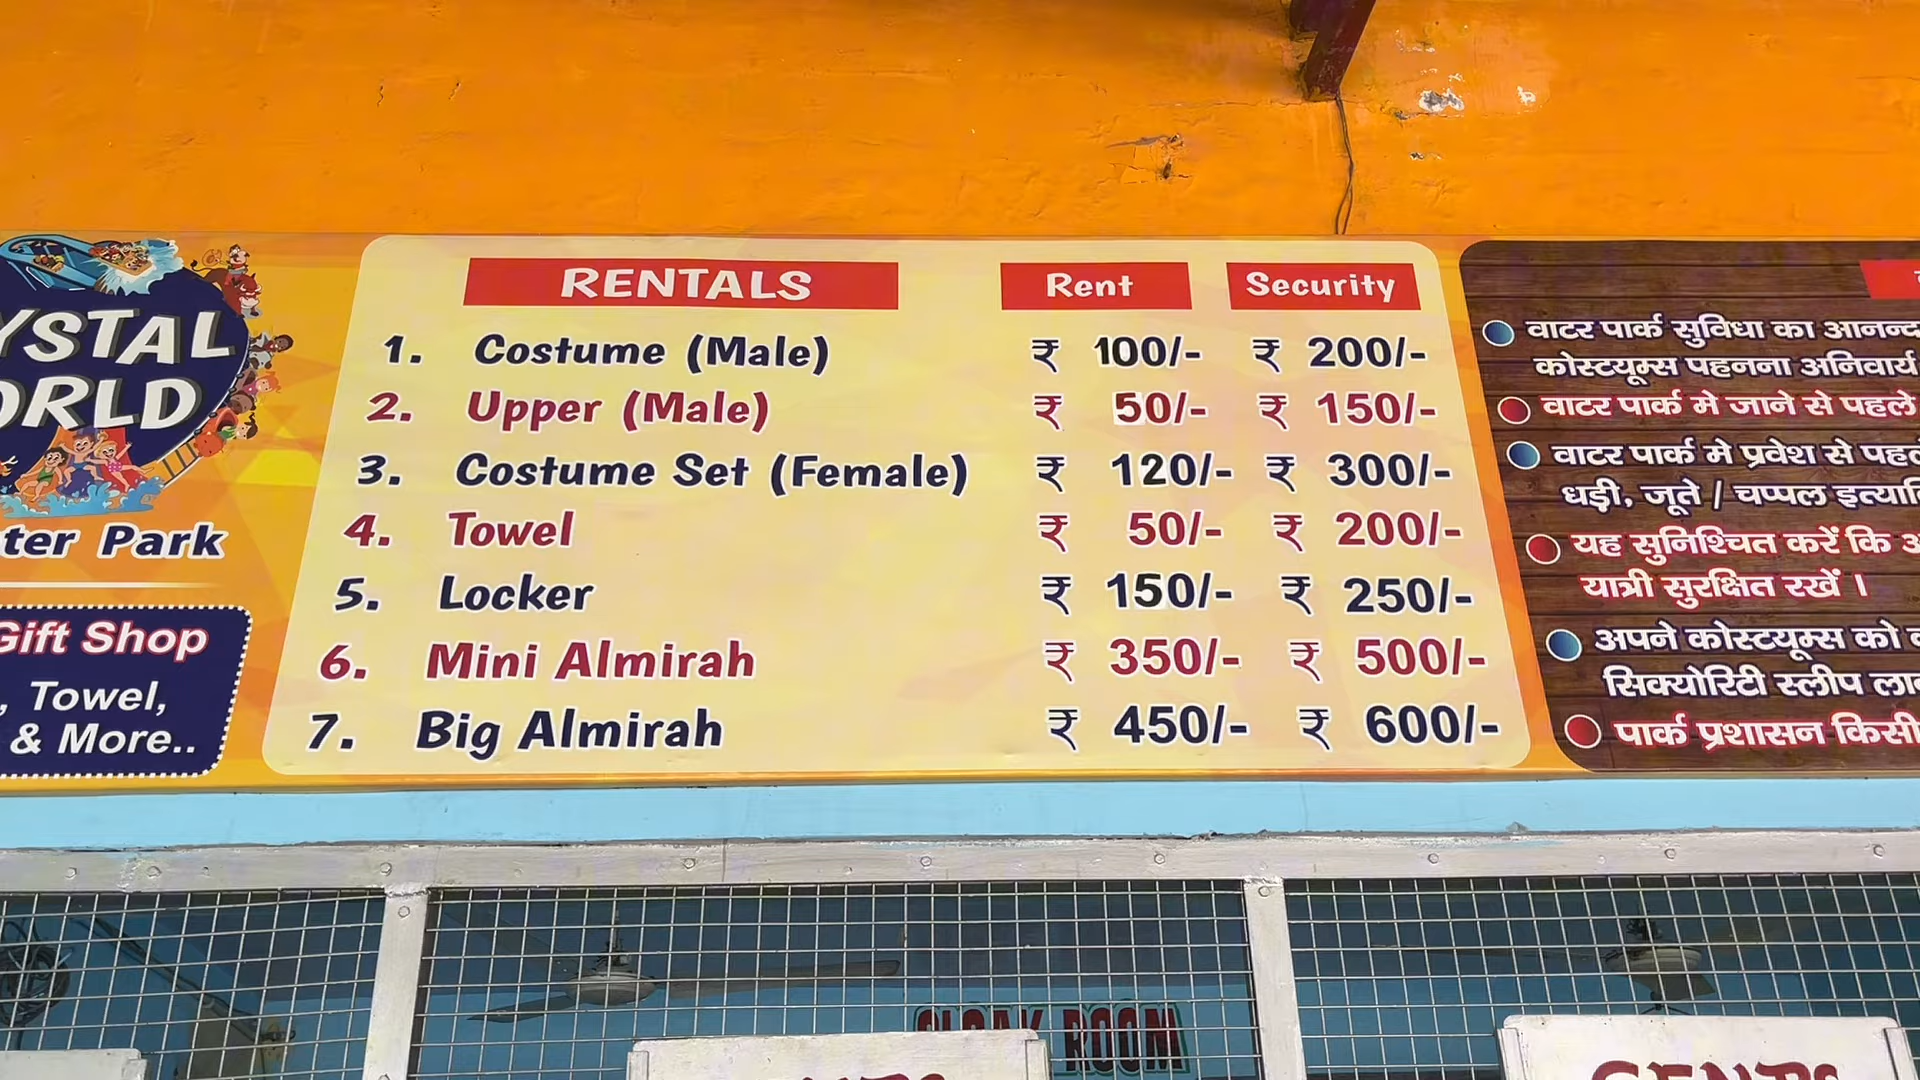 RENTALS Rent Security
1. Costume (Male) ₹ 100/- ₹ 200/-
2. Upper (Male) ₹ 50/- ₹ 150/-
3. Costume Set (Female) ₹ 120/- ₹ 300/-
4. Towel ₹ 50/- ₹ 200/-
5. Locker ₹ 150/- ₹ 250/-
6. Mini Almirah ₹ 350/- ₹ 500/-
7. Big Almirah ₹ 450/- ₹ 600/-
YSTAL
ORLD
ter Park
Gift Shop
, Towel,
& More..
वाटर पार्क सुविधा का आनन्द
कोस्टयूम्स पहनना अनिवार्य
वाटर पार्क मे जाने से पहले
वाटर पार्क मे प्रवेश से पहले
धड़ी, जूते / चप्पल इत्यादि
यह सुनिश्चित करें कि
यात्री सुरक्षित रखें ।
अपने कोस्टयूम्स को
सिक्योरिटी स्लीप
पार्क प्रशासन किसी
CLOAK ROOM
GENTS